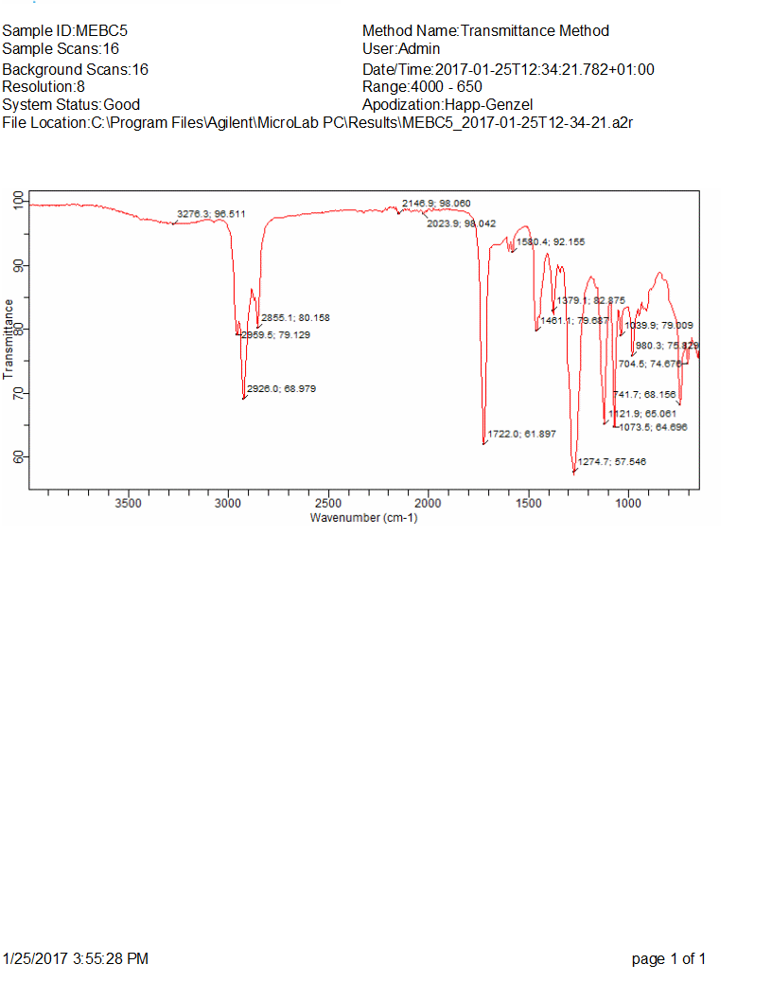 Sample ID:MEBC5
Method Name:Transmittance Method
Sample Scans:16
User:Admin
Background Scans:16
Date/Time:2017-01-25T12:34:21.782+01:00
Resolution:8
Range:4000 - 650
System Status:Good
Apodization:Happ-Genzel
File Location:C:\Program Files\Agilent\MicroLab PC\Results\MEBC5_2017-01-25T12-34-21.a2r
100
90
80
70
60
Transmittance
3276.3; 96.511
2146.9; 98.060
2023.9; 98.042
1580.4; 92.155
1379.1; 82.875
2855.1; 80.158
1461.1; 79.687
1039.9; 79.009
2959.5; 79.129
980.3; 75.829
704.5; 74.676
2926.0; 68.979
741.7; 68.156
1121.9; 65.061
1073.5; 64.696
1722.0; 61.897
1274.7; 57.546
3500
3000
2500
2000
1500
1000
Wavenumber (cm-1)
1/25/2017 3:55:28 PM
page 1 of 1